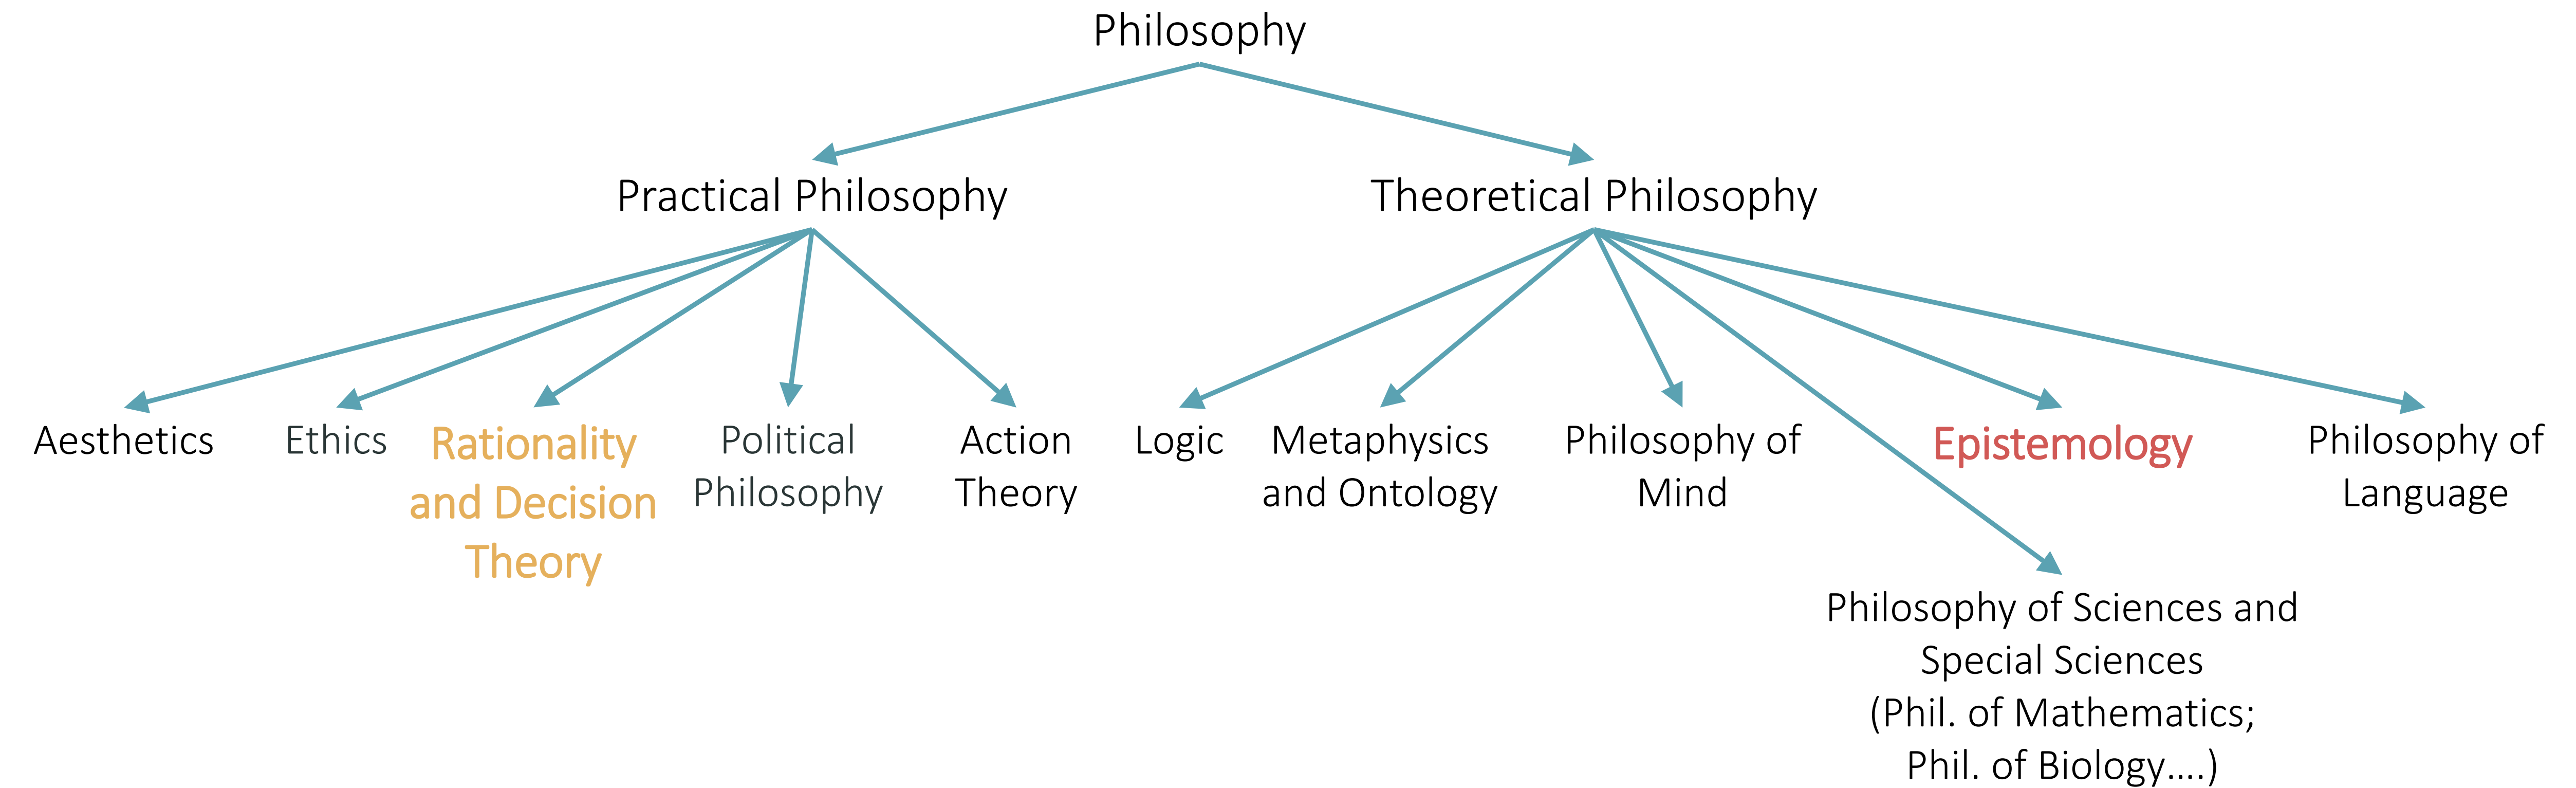 Philosophy
Practical Philosophy
Theoretical Philosophy
Aesthetics
Ethics
Rationality
and Decision
Theory
Political
Philosophy
Action
Theory
Logic
Metaphysics
and Ontology
Philosophy of
Mind
Epistemology
Philosophy of
Language
Philosophy of Sciences and
Special Sciences
(Phil. of Mathematics;
Phil. of Biology....)